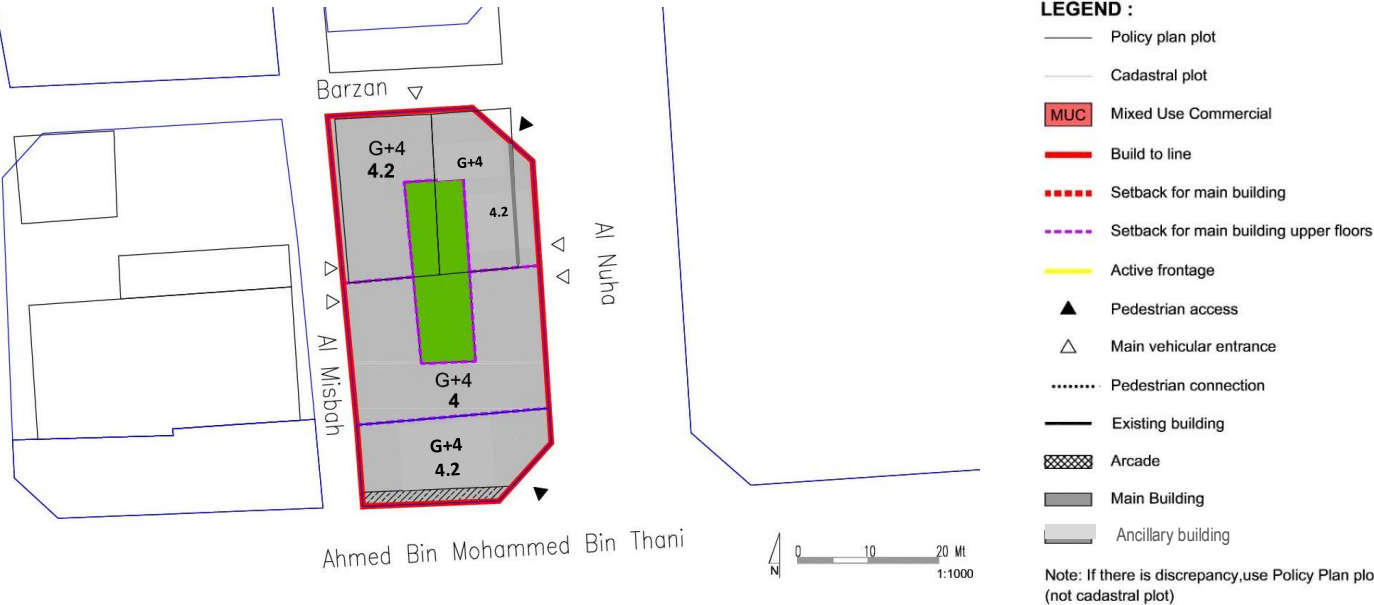 Barzan
G+4
4.2
G+4
4.2
Al Nuha
Al Misbah
G+4
4
G+4
4.2
Ahmed Bin Mohammed Bin Thani
N
0 10 20 Mt
1:1000
LEGEND :
Policy plan plot
Cadastral plot
MUC Mixed Use Commercial
Build to line
Setback for main building
Setback for main building upper floors
Active frontage
Pedestrian access
Main vehicular entrance
Pedestrian connection
Existing building
Arcade
Main Building
Ancillary building
Note: If there is discrepancy,use Policy Plan plo
(not cadastral plot)